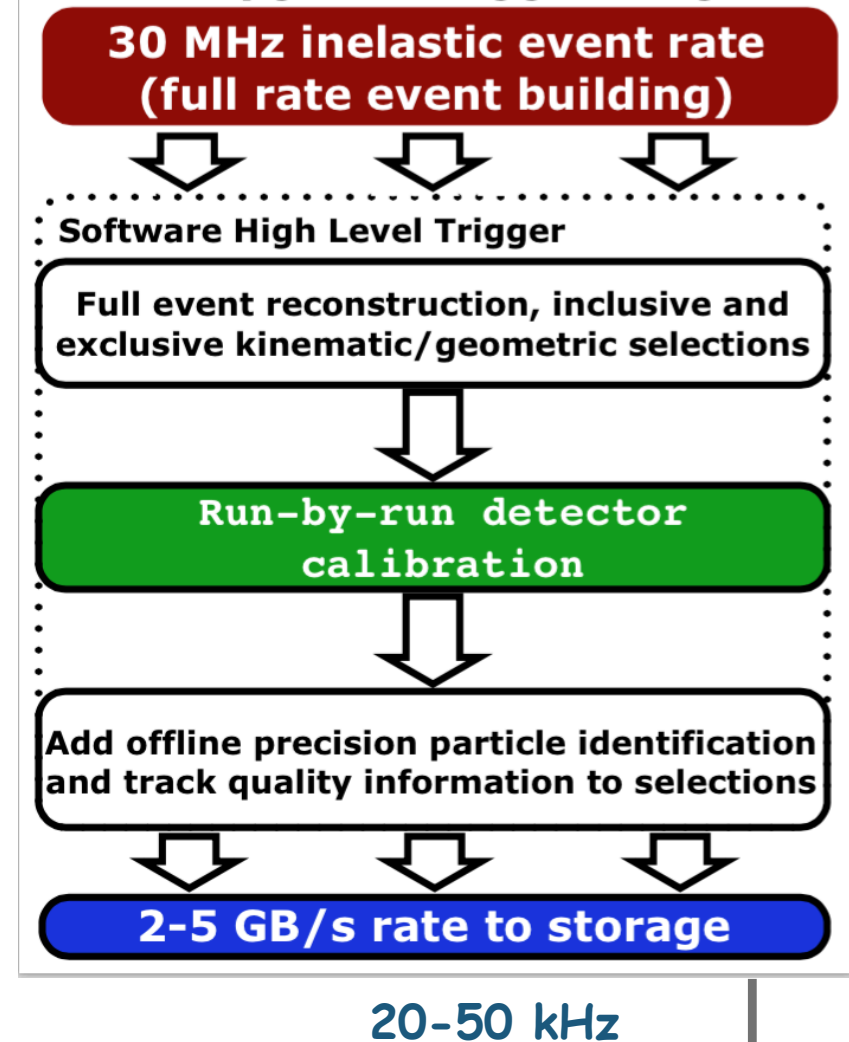 30 MHz inelastic event rate
(full rate event building)
Software High Level Trigger
Full event reconstruction, inclusive and
exclusive kinematic/geometric selections
Run-by-run detector
calibration
Add offline precision particle identification
and track quality information to selections
2-5 GB/s rate to storage
20-50 kHz